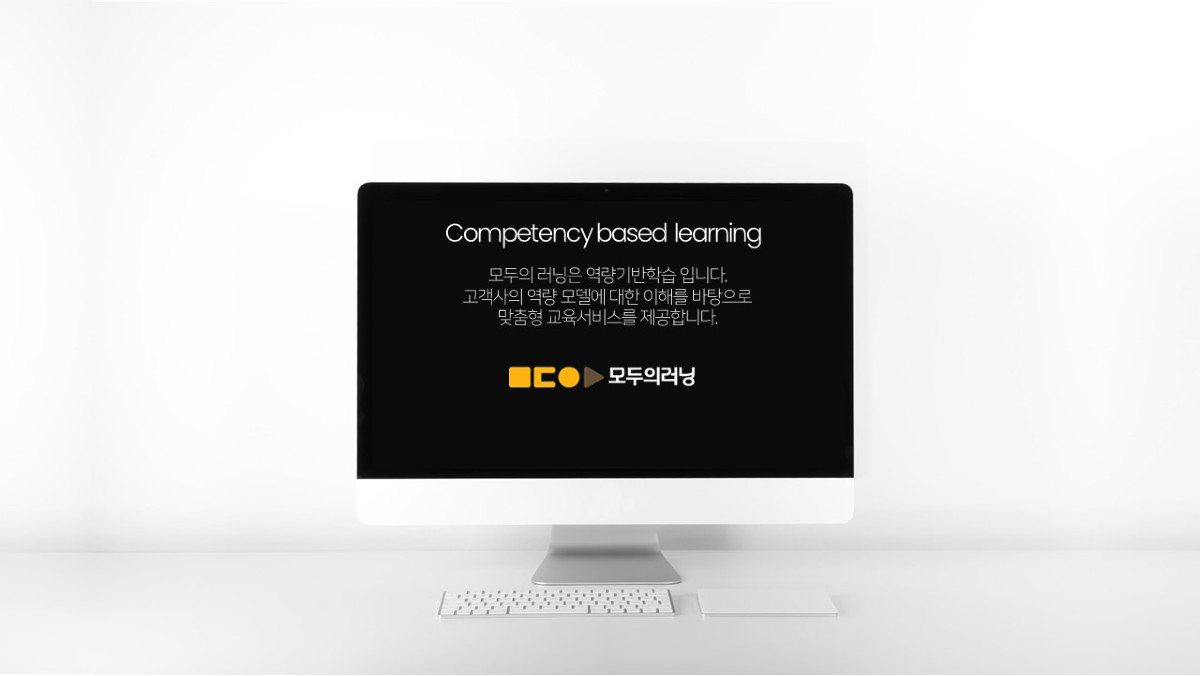 Competency based learning
모두의 러닝은 역량기반학습 입니다.
고객사의 역량 모델에 대한 이해를 바탕으로
맞춤형 교육서비스를 제공합니다.
모두의러닝